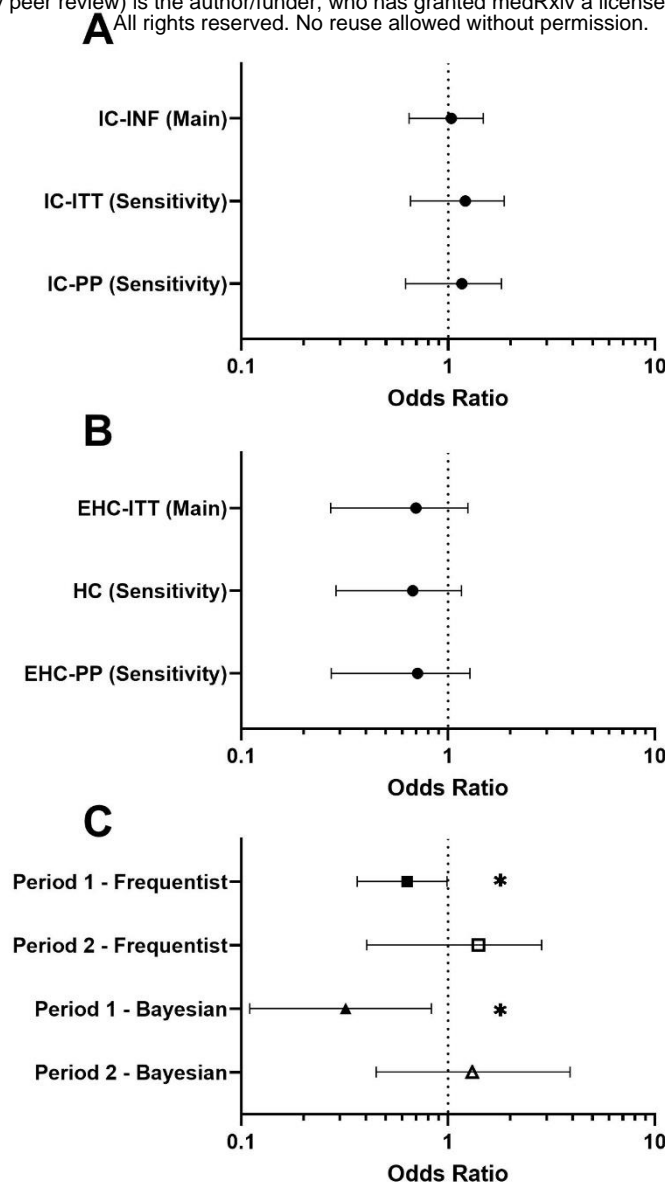 y peer review) is the author/funder, who has granted medRxiv a license
All rights reserved. No reuse allowed without permission.
A
IC-INF (Main)
IC-ITT (Sensitivity)
IC-PP (Sensitivity)
0.1 1 10
Odds Ratio
B
EHC-ITT (Main)
HC (Sensitivity)
EHC-PP (Sensitivity)
0.1 1 10
Odds Ratio
C
Period 1 - Frequentist *
Period 2 - Frequentist
Period 1 - Bayesian *
Period 2 - Bayesian
0.1 1 10
Odds Ratio